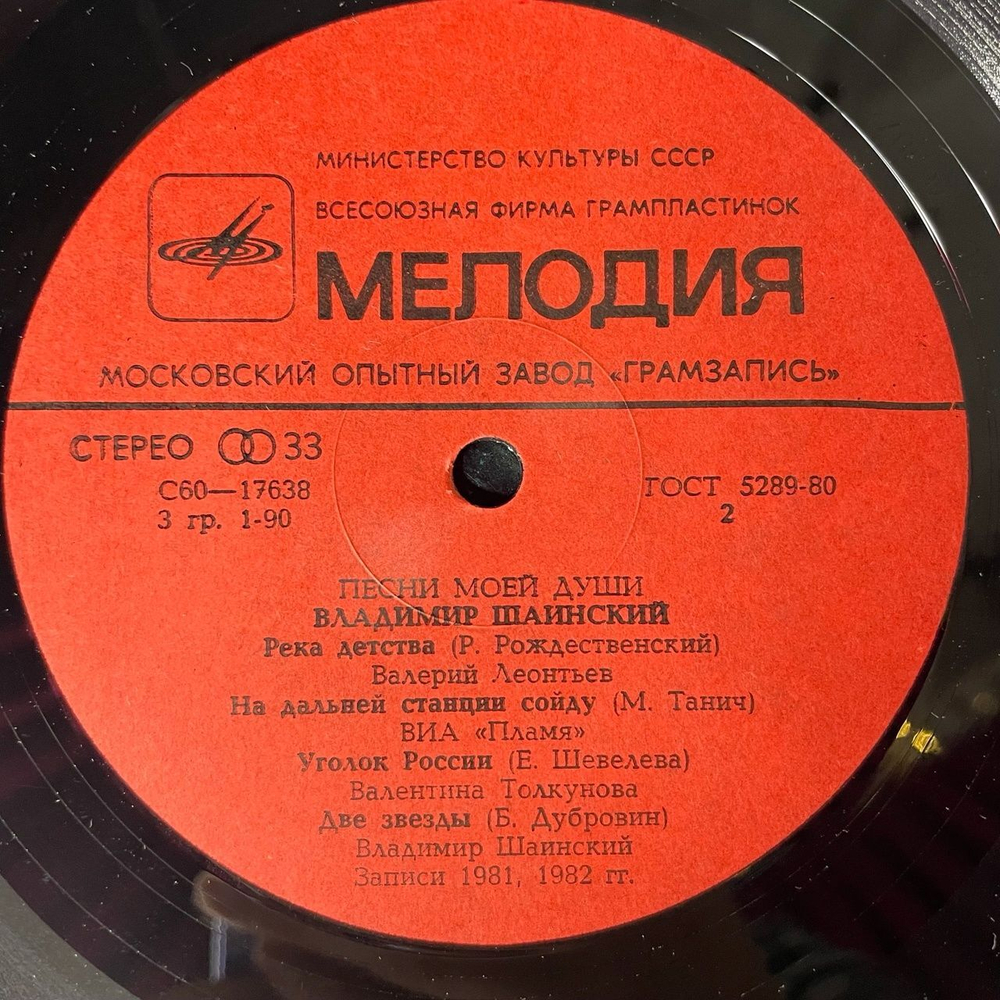 МИНИСТЕРСТВО КУЛЬТУРЫ СССР
ВСЕСОЮЗНАЯ ФИРМА ГРАМПЛАСТИНОК
МЕЛОДИЯ
МОСКОВСКИЙ ОПЫТНЫЙ ЗАВОД «ГРАМЗАПИСЬ»
СТЕРЕО 33
С60—17638
3 гр. 1-90
ГОСТ 5289-80
2
ПЕСНИ МОЕЙ ДУШИ
ВЛАДИМИР ШАИНСКИЙ
Река детства (Р. Рождественский)
Валерий Леонтьев
На дальней станции сойду (М. Танич)
ВИА «Пламя»
Уголок России (Е. Шевелева)
Валентина Толкунова
Две звезды (Б. Дубровин)
Владимир Шаинский
Записи 1981, 1982 гг.